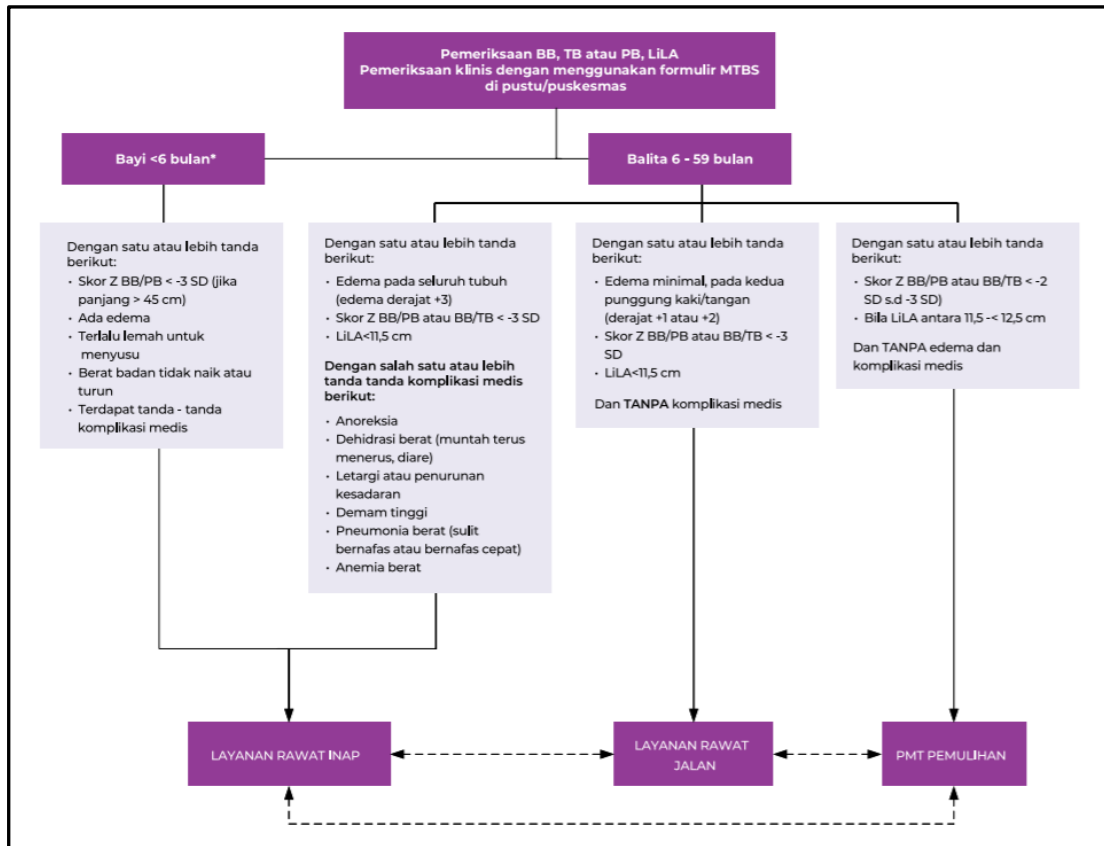 Pemeriksaan BB, TB atau PB, LiLA
Pemeriksaan klinis dengan menggunakan formulir MTBS
di pustu/puskesmas
Bayi <6 bulan*
Balita 6 - 59 bulan
Dengan satu atau lebih tanda
berikut:
• Skor Z BB/PB < -3 SD (jika
panjang > 45 cm)
• Ada edema
• Terlalu lemah untuk
menyusu
• Berat badan tidak naik atau
turun
• Terdapat tanda - tanda
komplikasi medis
Dengan satu atau lebih tanda
berikut:
• Edema pada seluruh tubuh
(edema derajat +3)
• Skor Z BB/PB atau BB/TB < -3 SD
• LiLA<11,5 cm
Dengan salah satu atau lebih
tanda tanda komplikasi medis
berikut:
• Anoreksia
• Dehidrasi berat (muntah terus
menerus, diare)
• Letargi atau penurunan
kesadaran
• Demam tinggi
• Pneumonia berat (sulit
bernafas atau bernafas cepat)
• Anemia berat
Dengan satu atau lebih tanda
berikut:
• Edema minimal, pada kedua
punggung kaki/tangan
(derajat +1 atau +2)
• Skor Z BB/PB atau BB/TB < -3
SD
• LiLA<11,5 cm
Dan TANPA komplikasi medis
Dengan satu atau lebih tanda
berikut:
• Skor Z BB/PB atau BB/TB < -2
SD s.d -3 SD)
• Bila LiLA antara 11,5 -< 12,5 cm
Dan TANPA edema dan
komplikasi medis
LAYANAN RAWAT INAP
LAYANAN RAWAT
JALAN
PMT PEMULIHAN